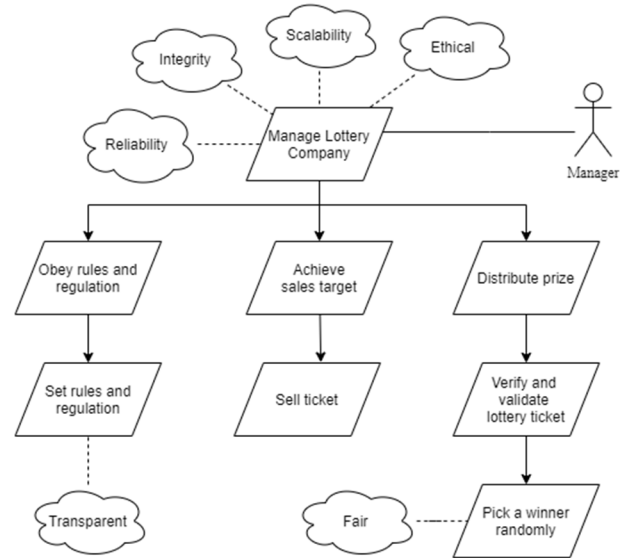 Scalability
Ethical
Integrity
Reliability
Manage Lottery
Company
Manager
Obey rules and
regulation
Achieve
sales target
Distribute prize
Set rules and
regulation
Sell ticket
Verify and
validate
lottery ticket
Transparent
Fair
Pick a winner
randomly